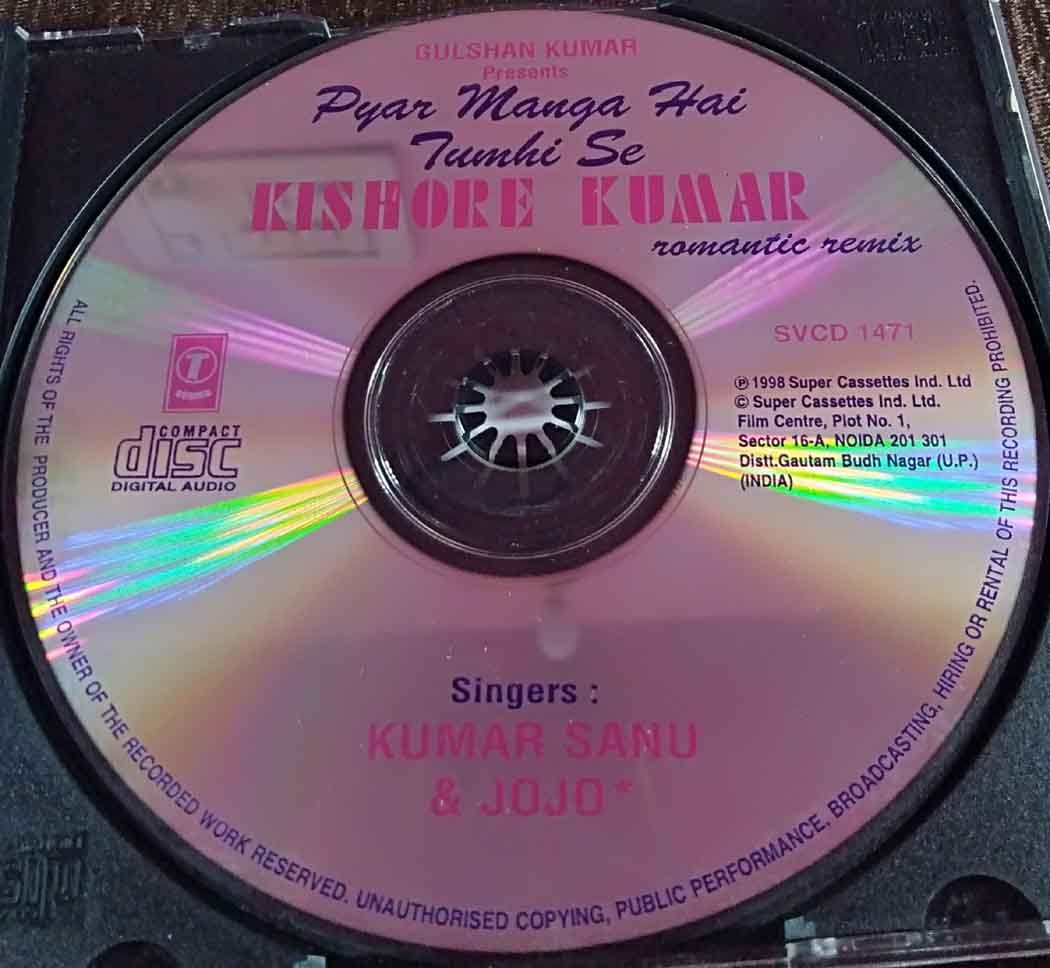 GULSHAN KUMAR
Presents
Pyar Manga Hai
Tumhi Se
KISHORE KUMAR
romantic remix
SVCD 1471
T
SERIES
COMPACT
disc
DIGITAL AUDIO
℗ 1998 Super Cassettes Ind. Ltd
© Super Cassettes Ind. Ltd.
Film Centre, Plot No. 1,
Sector 16-A, NOIDA 201 301
Distt.Gautam Budh Nagar (U.P.)
(INDIA)
Singers :
KUMAR SANU
& JOJO*
ALL RIGHTS OF THE PRODUCER AND THE OWNER OF THE RECORDED WORK RESERVED. UNAUTHORISED COPYING, PUBLIC PERFORMANCE, BROADCASTING, HIRING OR RENTAL OF THIS RECORDING PROHIBITED.